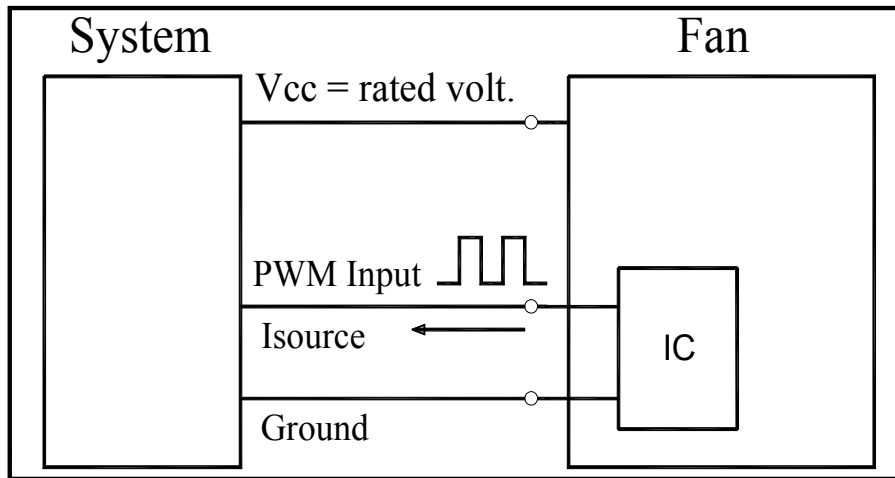 System
Fan
Vcc = rated volt.
PWM Input
Isource
IC
Ground